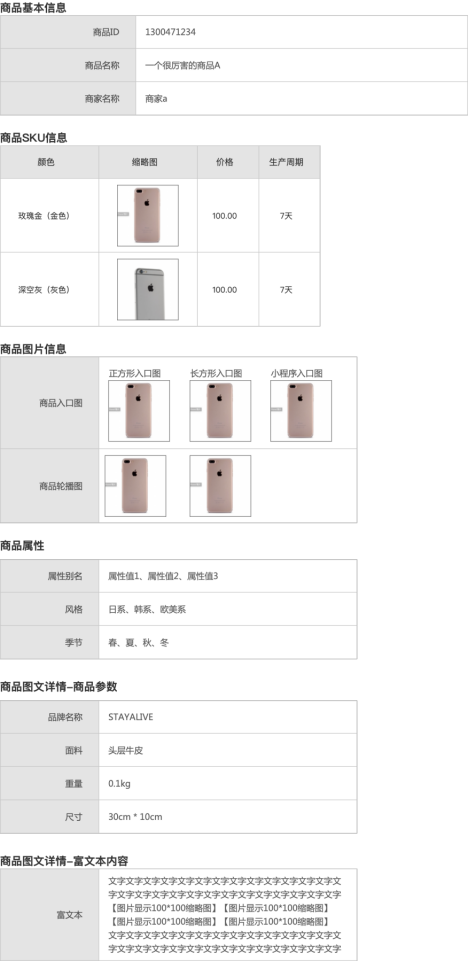 商品基本信息
商品ID 1300471234
商品名称 一个很厉害的商品A
商家名称 商家a
商品SKU信息
颜色 缩略图 价格 生产周期
玫瑰金（金色） 100.00 7天
深空灰（灰色） 100.00 7天
商品图片信息
正方形入口图 长方形入口图 小程序入口图
商品入口图
商品轮播图
商品属性
属性别名 属性值1、属性值2、属性值3
风格 日系、韩系、欧美系
季节 春、夏、秋、冬
商品图文详情-商品参数
品牌名称 STAYALIVE
面料 头层牛皮
重量 0.1kg
尺寸 30cm * 10cm
商品图文详情-富文本内容
文字文字文字文字文字文字文字文字文字文字文字文字文字文
字文字文字文字文字文字文字文字文字文字文字文字文字文字
【图片显示100*100缩略图】【图片显示100*100缩略图】
富文本
【图片显示100*100缩略图】【图片显示100*100缩略图】
文字文字文字文字文字文字文字文字文字文字文字文字文字文
字文字文字文字文字文字文字文字文字文字文字文字文字文字